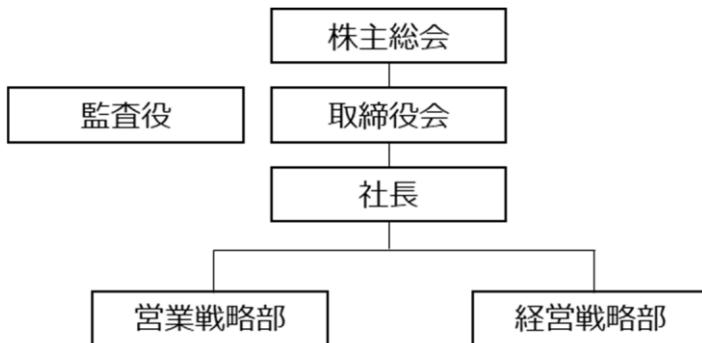 株主総会
監査役
取締役会
社長
営業戦略部
経営戦略部